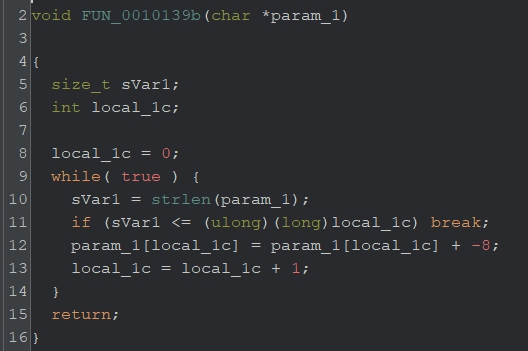 2 void FUN_0010139b(char *param_1)
3
4 {
5 size_t sVar1;
6 int local_1c;
7
8 local_1c = 0;
9 while( true ) {
10 sVar1 = strlen(param_1);
11 if (sVar1 <= (ulong)(long)local_1c) break;
12 param_1[local_1c] = param_1[local_1c] + -8;
13 local_1c = local_1c + 1;
14 }
15 return;
16 }